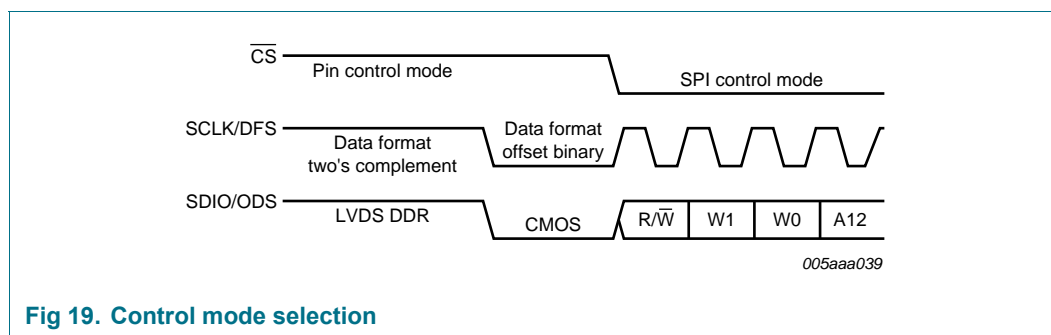 CS
Pin control mode
SPI control mode
SCLK/DFS
Data format
two's complement
Data format
offset binary
SDIO/ODS
LVDS DDR
CMOS
R/W̅
W1
W0
A12
005aaa039
Fig 19. Control mode selection